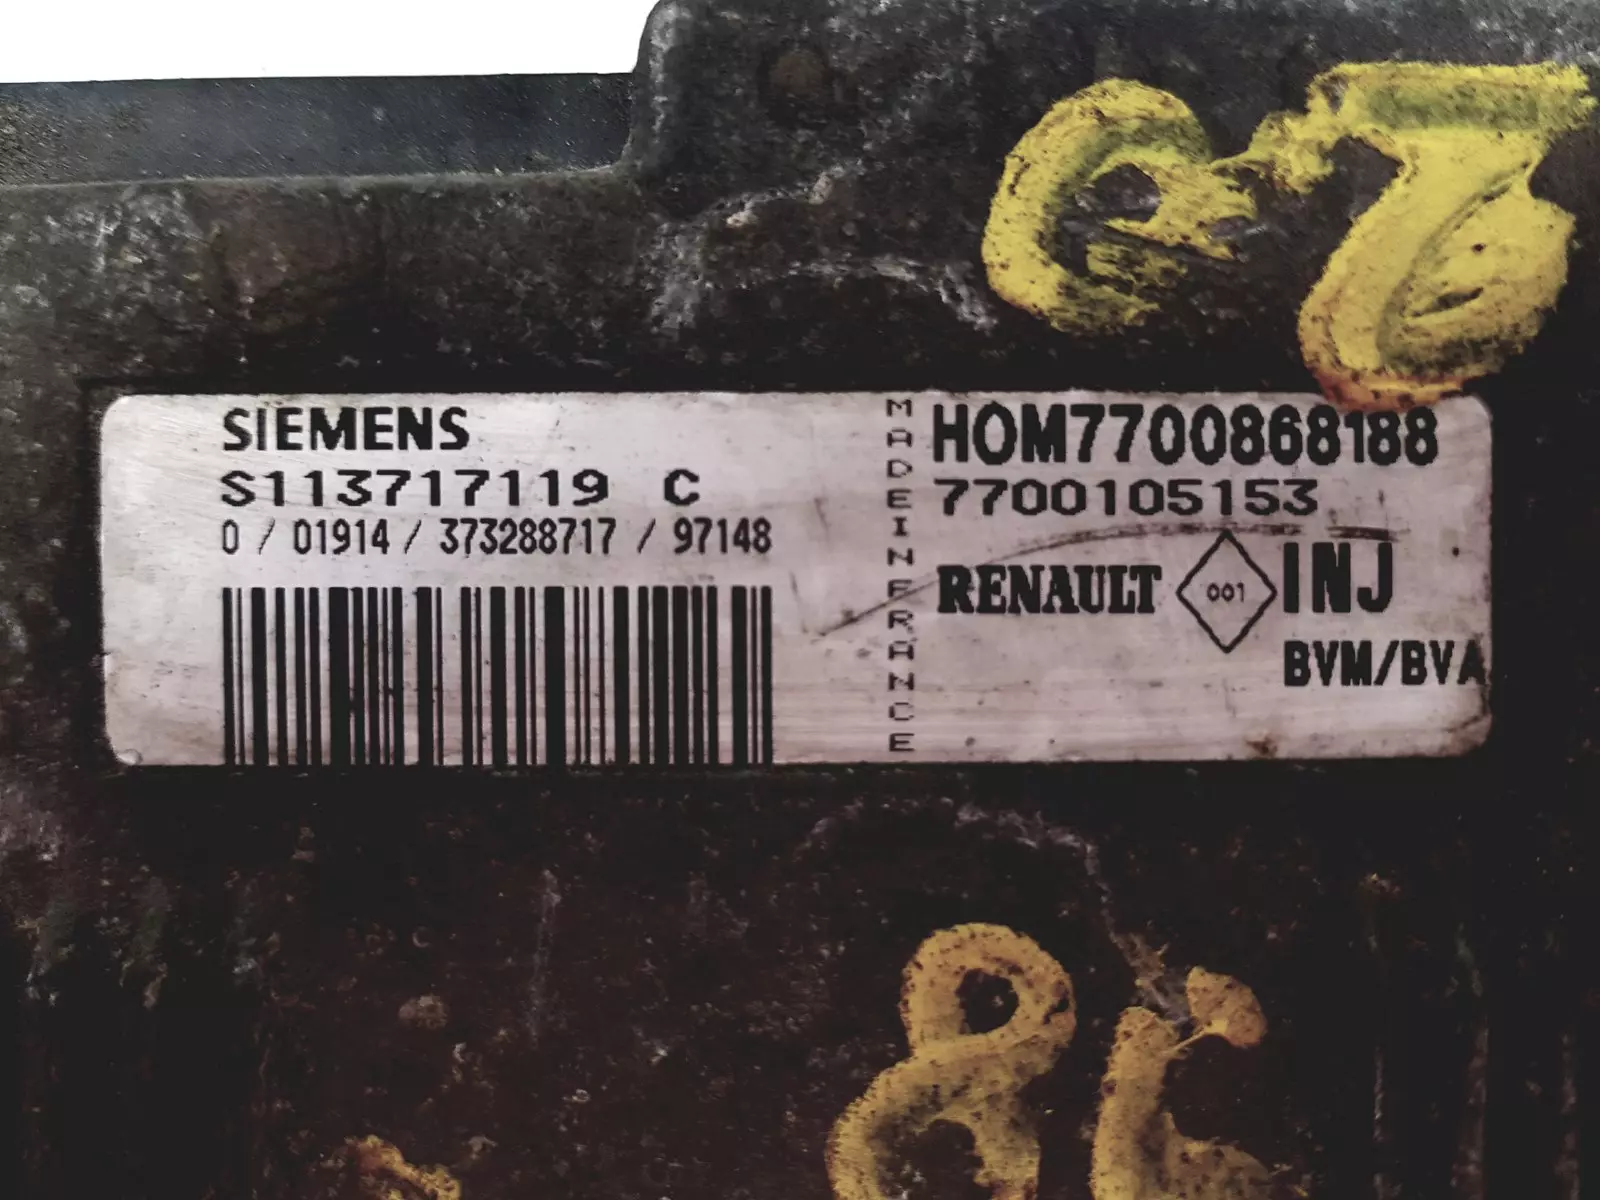 SIEMENS
S113717119 C
0 / 01914 / 373288717 / 97148
MADE IN FRANCE
HOM7700868188
7700105153
RENAULT 001 INJ
BVM/BVA